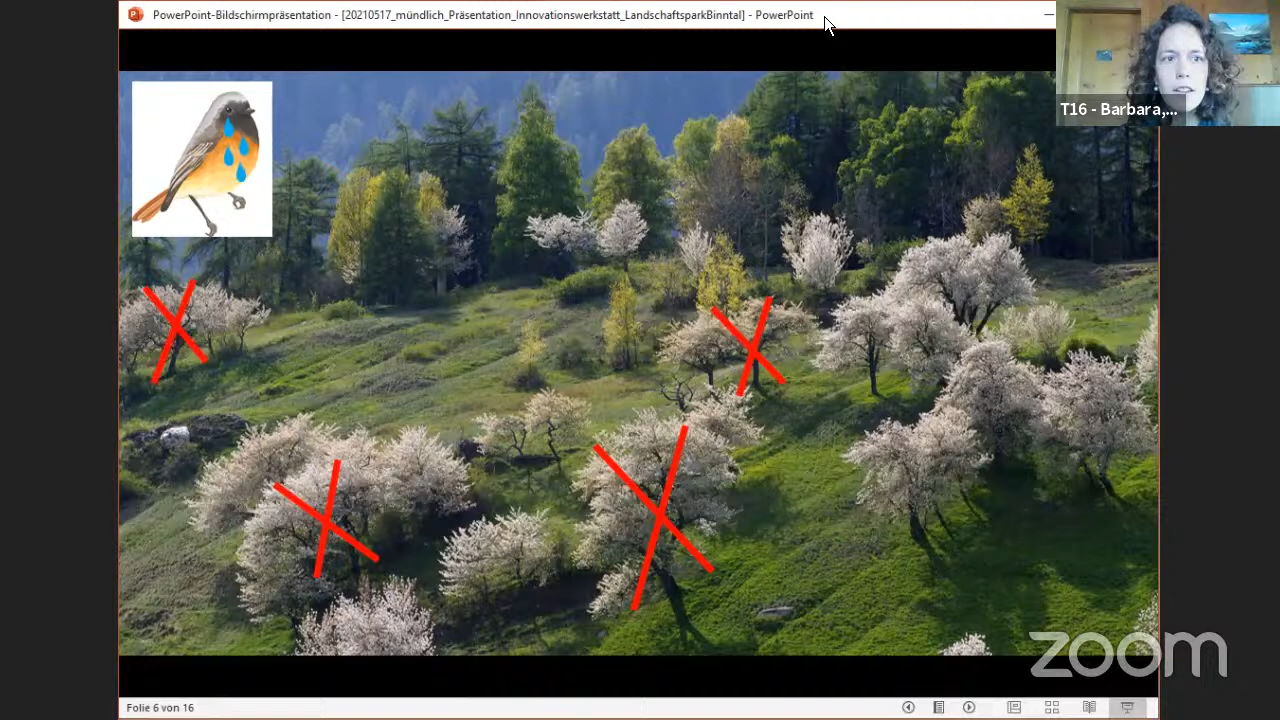 PowerPoint-Bildschirmpräsentation - [20210517_mündlich_Präsentation_Innovationswerkstatt_LandschaftsparkBinntal] - PowerPoint
T16 - Barbara,...
zoom
Folie 6 von 16